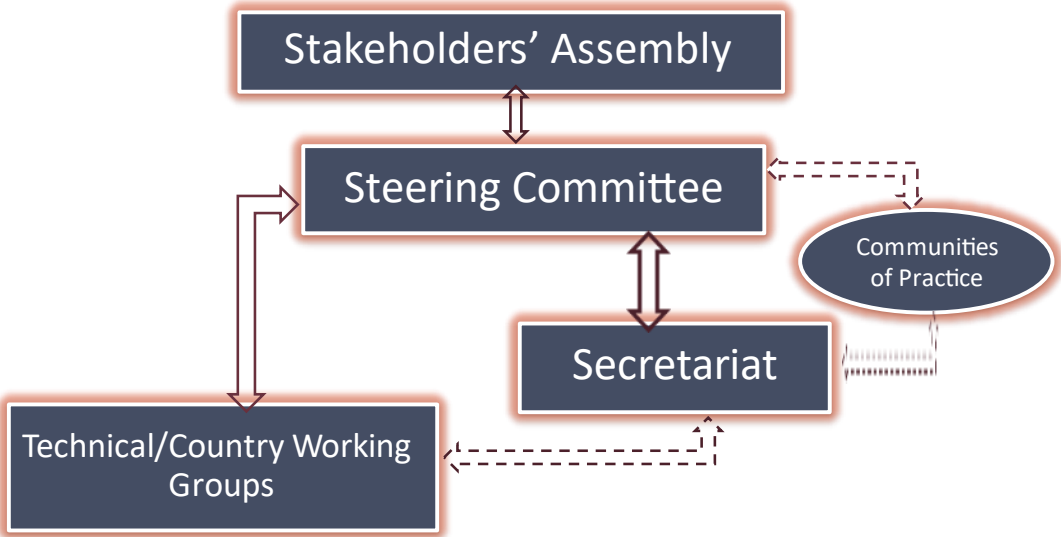 Stakeholders’ Assembly
Steering Committee
Communities
of Practice
Secretariat
Technical/Country Working
Groups